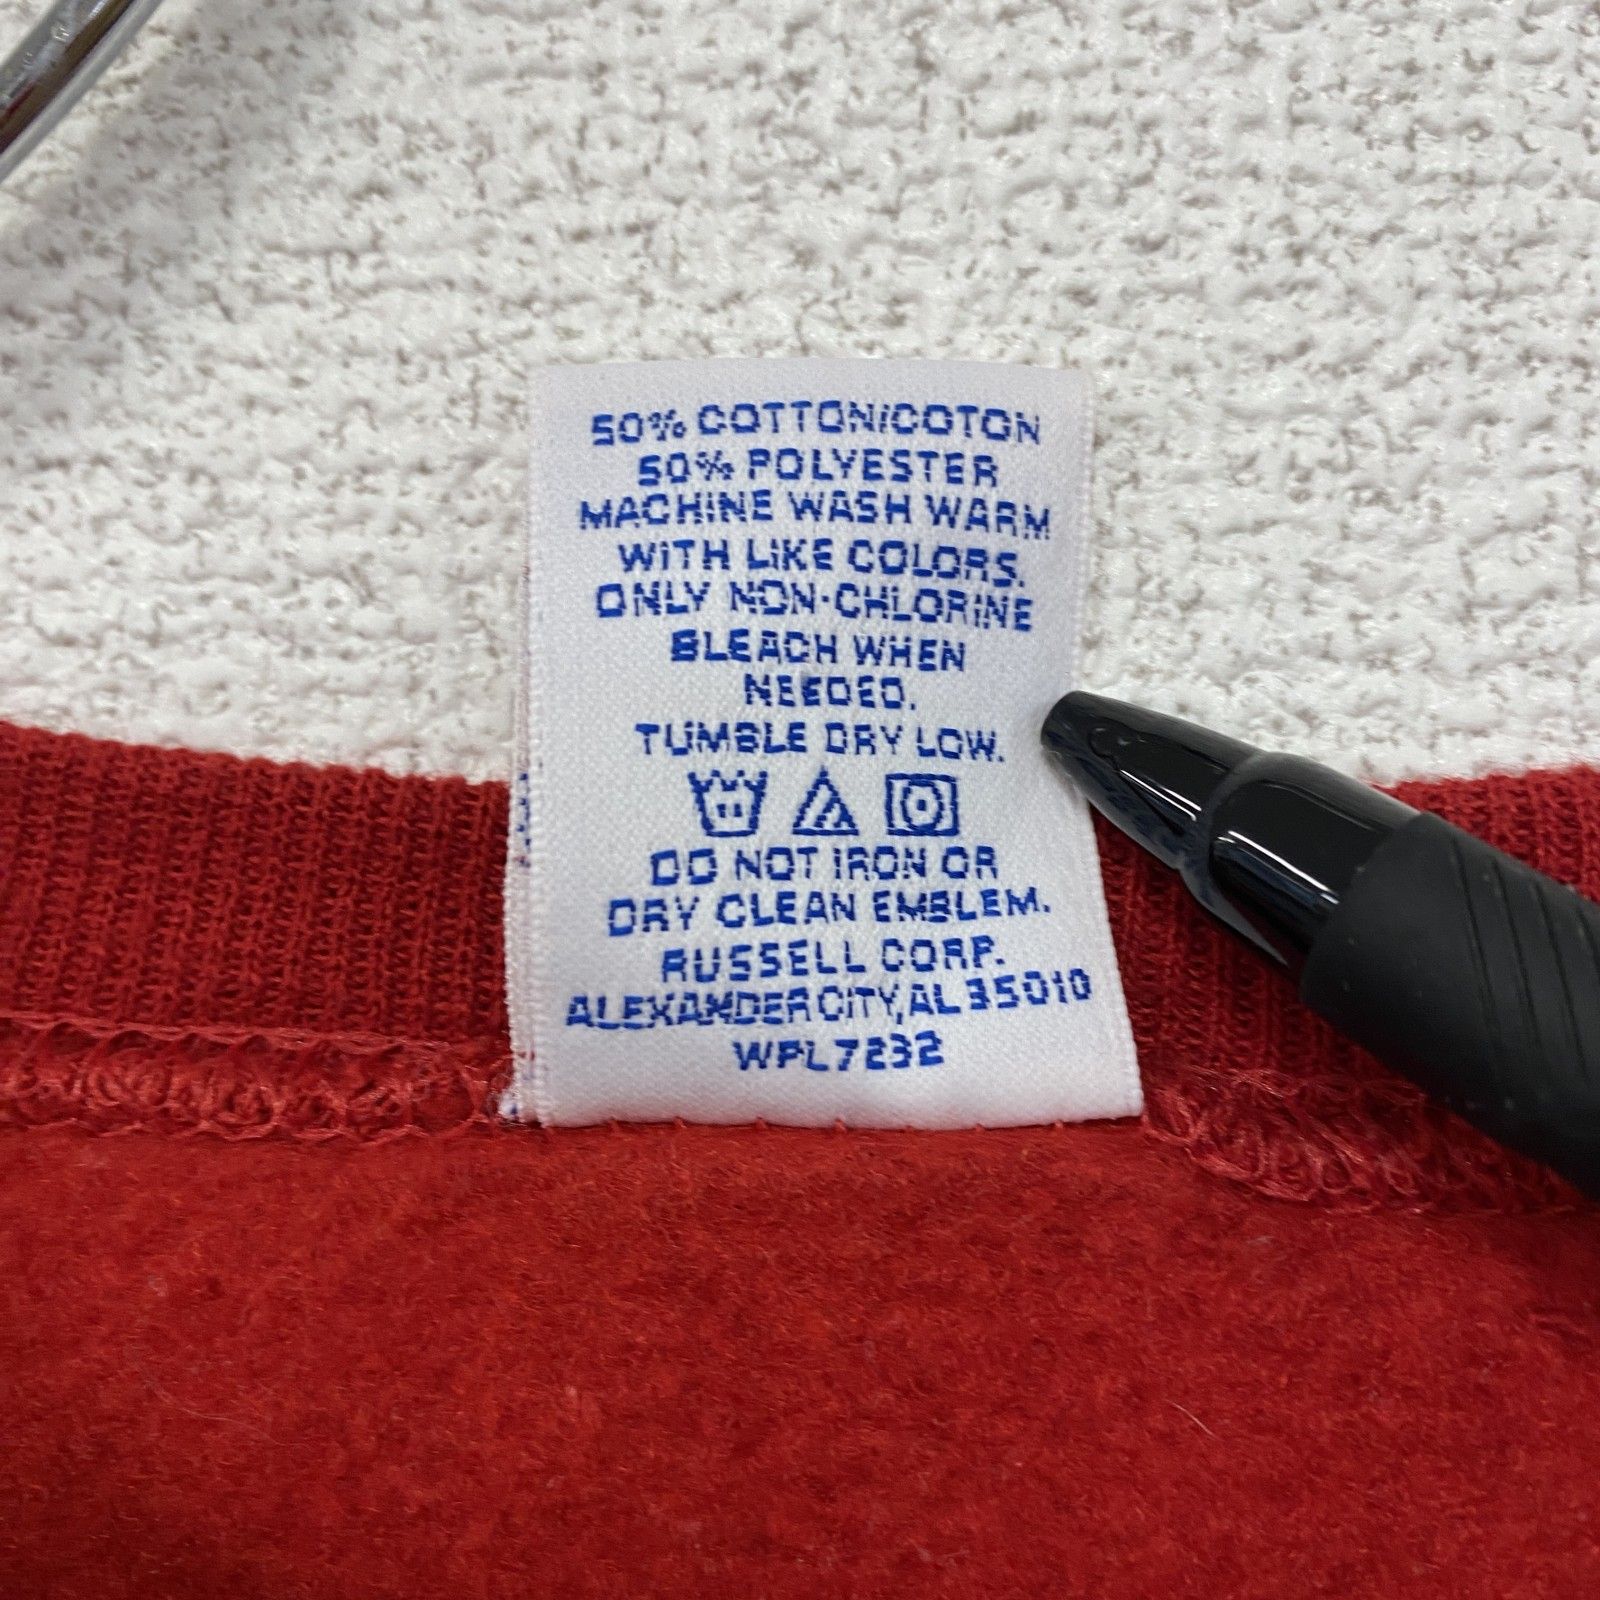 50% COTTON/COTON
50% POLYESTER
MACHINE WASH WARM
WITH LIKE COLORS.
ONLY NON-CHLORINE
BLEACH WHEN
NEEDED.
TUMBLE DRY LOW.
DO NOT IRON OR
DRY CLEAN EMBLEM.
RUSSELL CORP.
ALEXANDER CITY, AL 35010
WPL7232